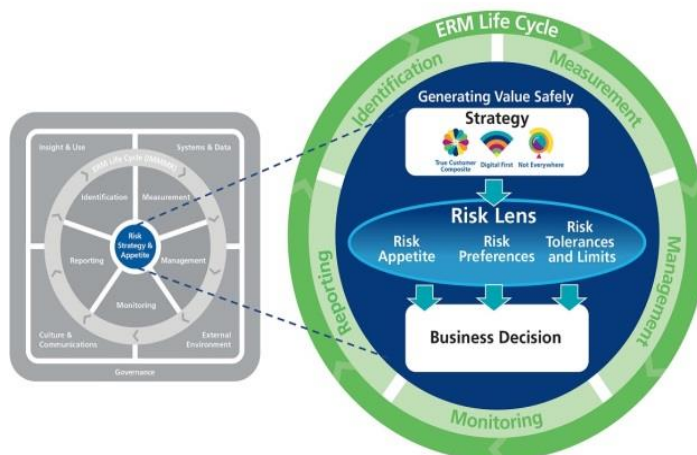 Insight & Use
Systems & Data
ERM Life Cycle (IMMMR)
Identification
Measurement
Risk
Strategy &
Appetite
Reporting
Management
Monitoring
Culture &
Communications
External
Environment
Governance
ERM Life Cycle
Identification
Measurement
Generating Value Safely
Strategy
True Customer
Composite
Digital First
Not Everywhere
Risk Lens
Risk
Appetite
Risk
Preferences
Risk
Tolerances
and Limits
Reporting
Management
Business Decision
Monitoring